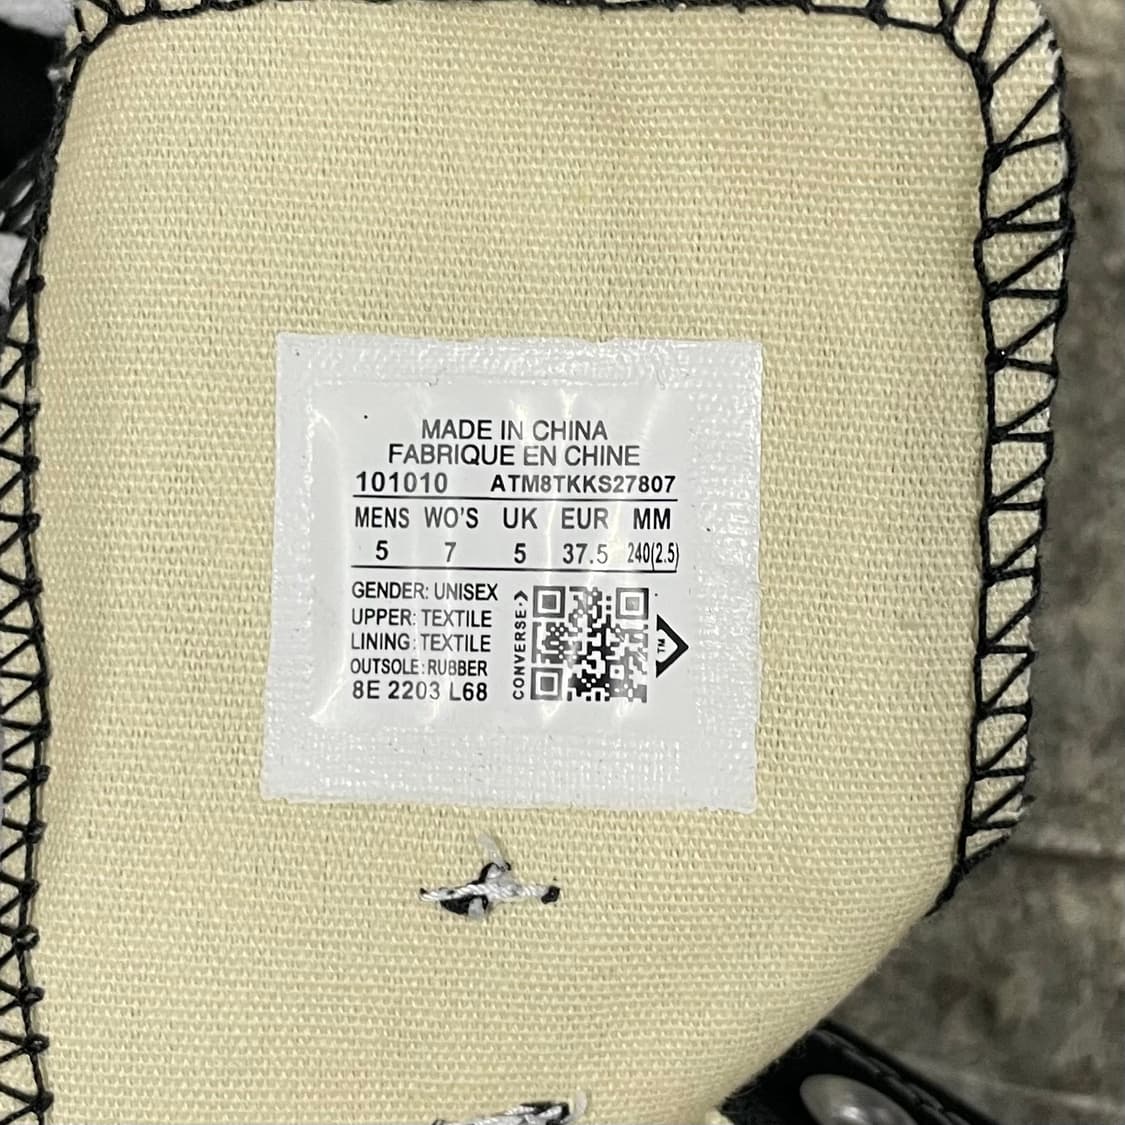 MADE IN CHINA
FABRIQUE EN CHINE
101010 ATM8TKKS27807
MENS WO'S UK EUR MM
5 7 5 37.5 240(2.5)
GENDER: UNISEX
UPPER: TEXTILE
LINING: TEXTILE
OUTSOLE: RUBBER
8E 2203 L68
CONVERSE
TM